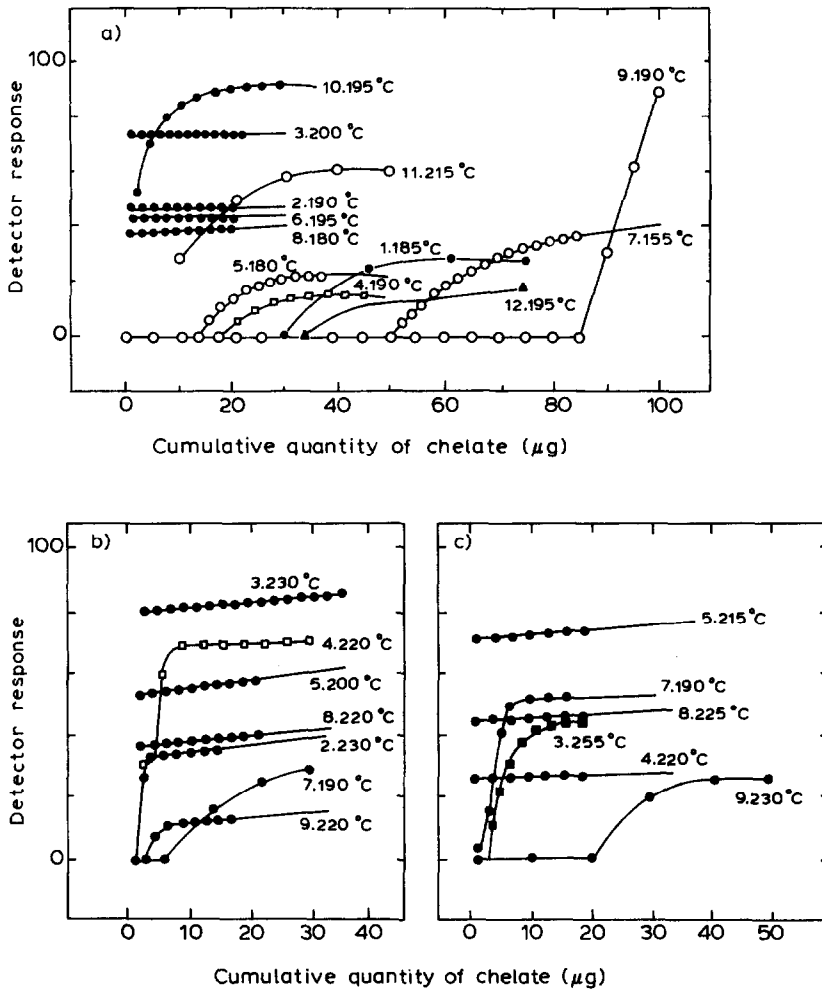 a)
100
0
Detector response
10.195 °C
3.200 °C
2.190 °C
6.195 °C
8.180 °C
11.215 °C
9.190 °C
5.180 °C
4.190 °C
1.185 °C
7.155 °C
12.195 °C
0 20 40 60 80 100
Cumulative quantity of chelate (μg)
b)
100
0
Detector response
3.230 °C
4.220 °C
5.200 °C
8.220 °C
2.230 °C
7.190 °C
9.220 °C
0 10 20 30 40
c)
5.215 °C
7.190 °C
8.225 °C
3.255 °C
4.220 °C
9.230 °C
0 10 20 30 40 50
Cumulative quantity of chelate (μg)